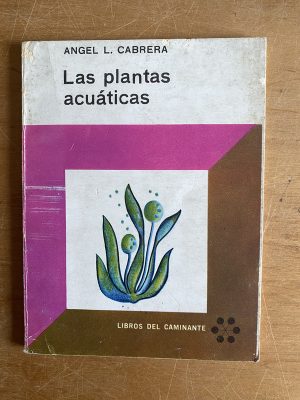 ANGEL L. CABRERA
Las plantas
acuáticas
LIBROS DEL CAMINANTE